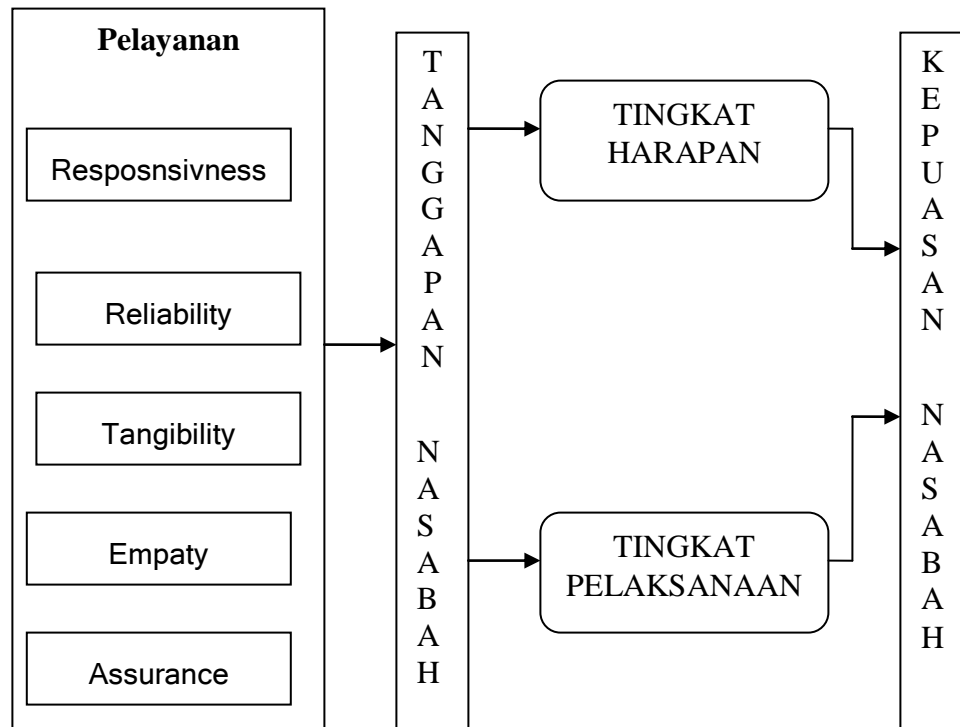 Pelayanan
Resposnsivness
Reliability
Tangibility
Empaty
Assurance
TANGGAPAN NASABAH
TINGKAT
HARAPAN
TINGKAT
PELAKSANAAN
KEPUASAN NASABAH